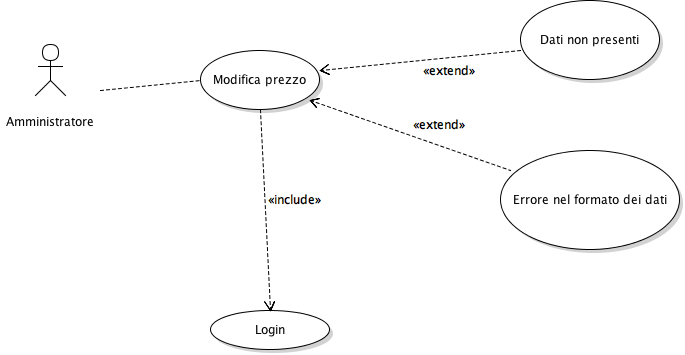 Dati non presenti
«extend»
Modifica prezzo
Amministratore
«extend»
Errore nel formato dei dati
«include»
Login